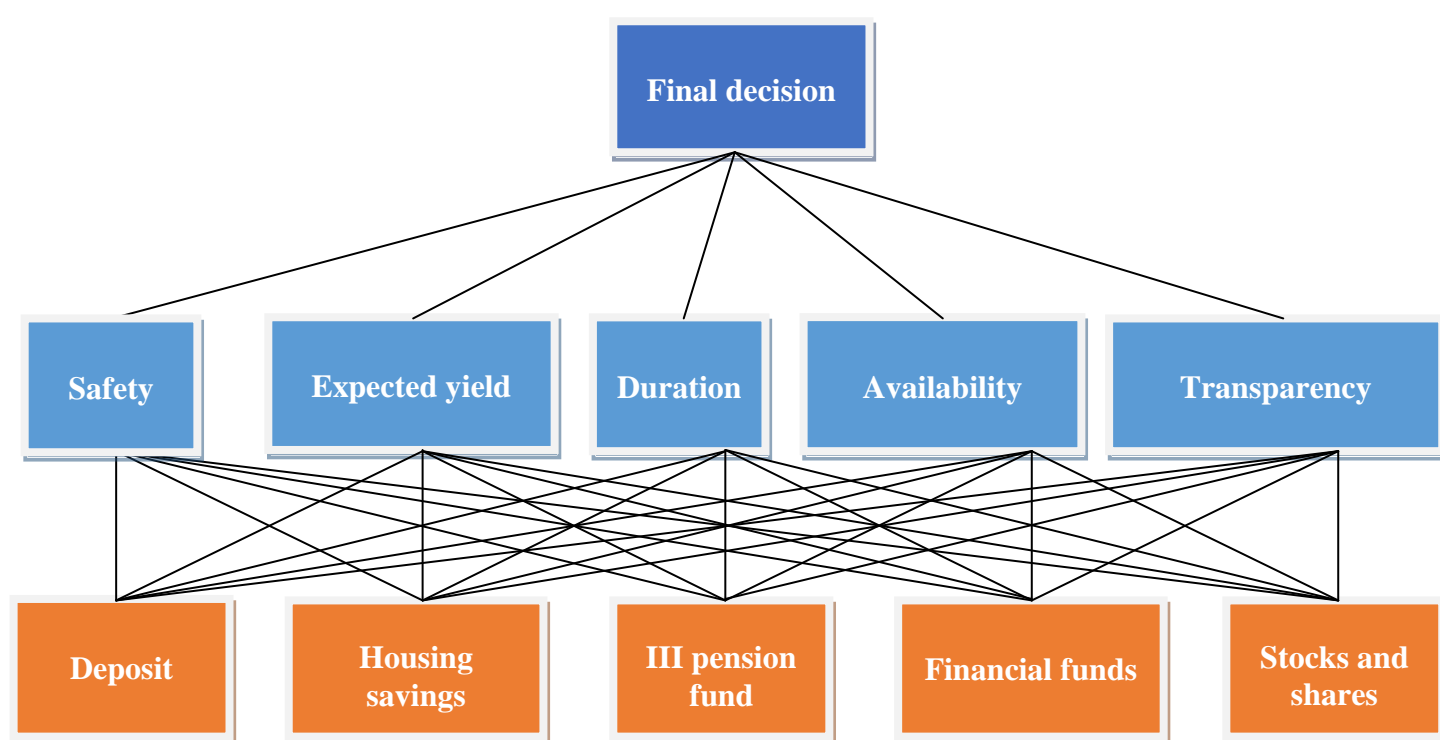 Final decision
Safety
Expected yield
Duration
Availability
Transparency
Deposit
Housing
savings
III pension
fund
Financial funds
Stocks and
shares